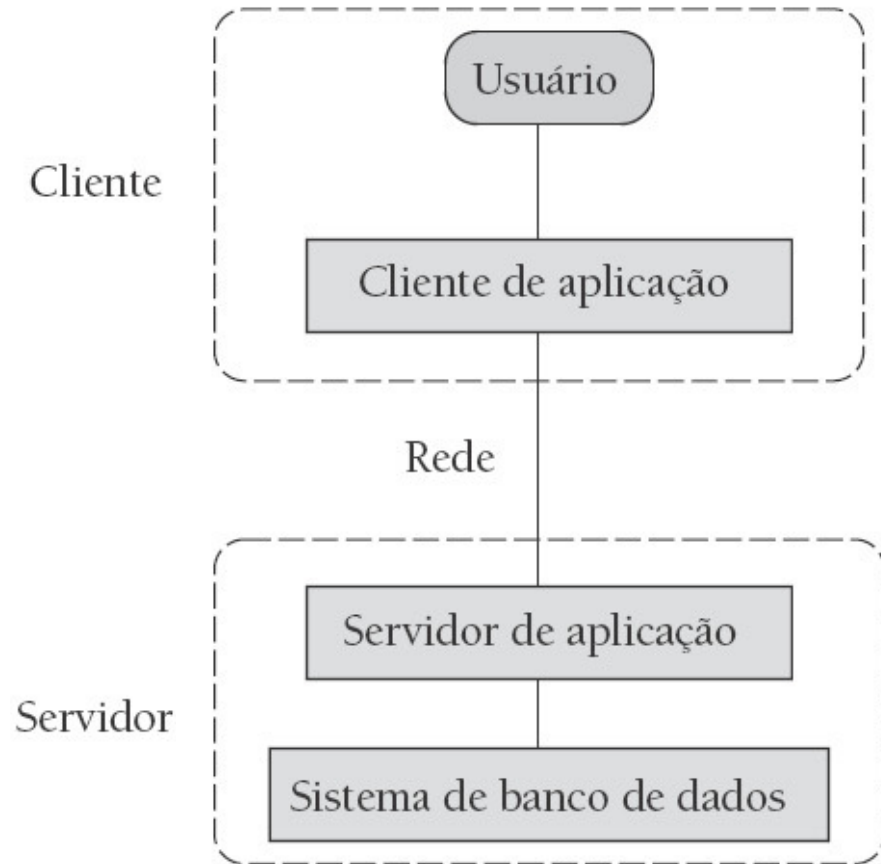 Usuário
Cliente
Cliente de aplicação
Rede
Servidor de aplicação
Servidor
Sistema de banco de dados